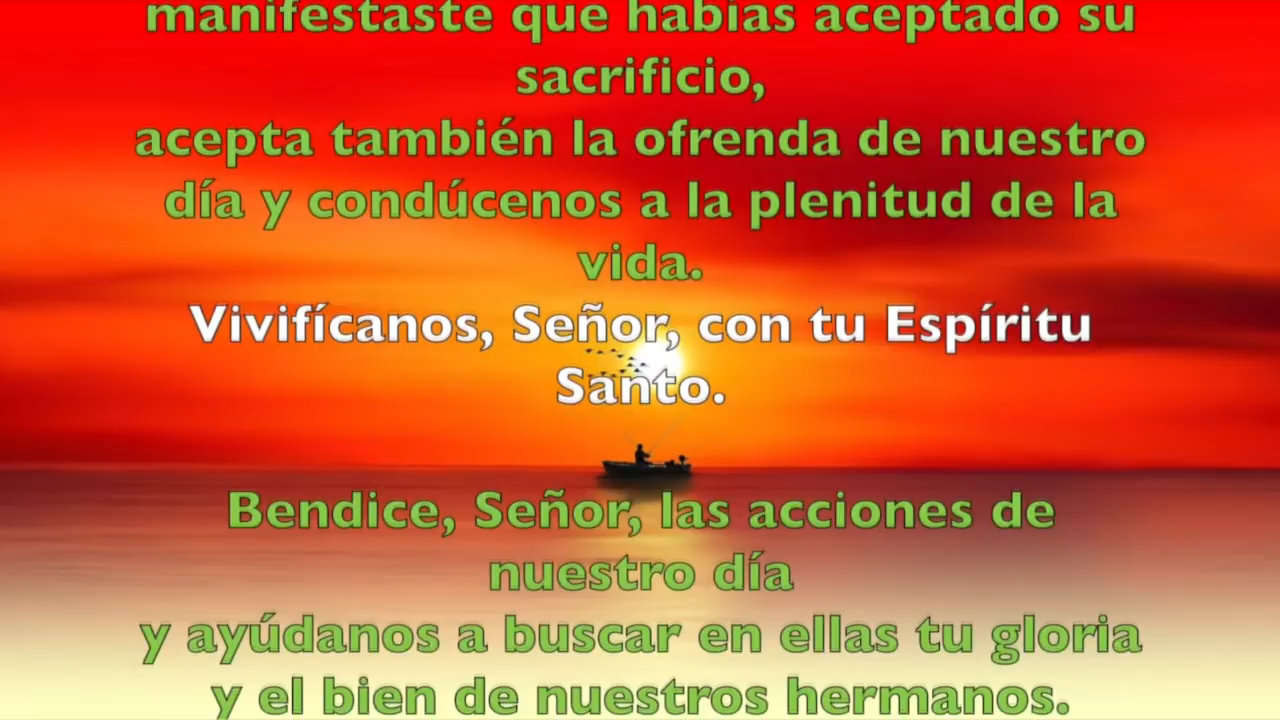 manifestaste que habías aceptado su
sacrificio,
acepta también la ofrenda de nuestro
día y condúcenos a la plenitud de la
vida.
Vivifícanos, Señor, con tu Espíritu
Santo.
Bendice, Señor, las acciones de
nuestro día
y ayúdanos a buscar en ellas tu gloria
y el bien de nuestros hermanos.